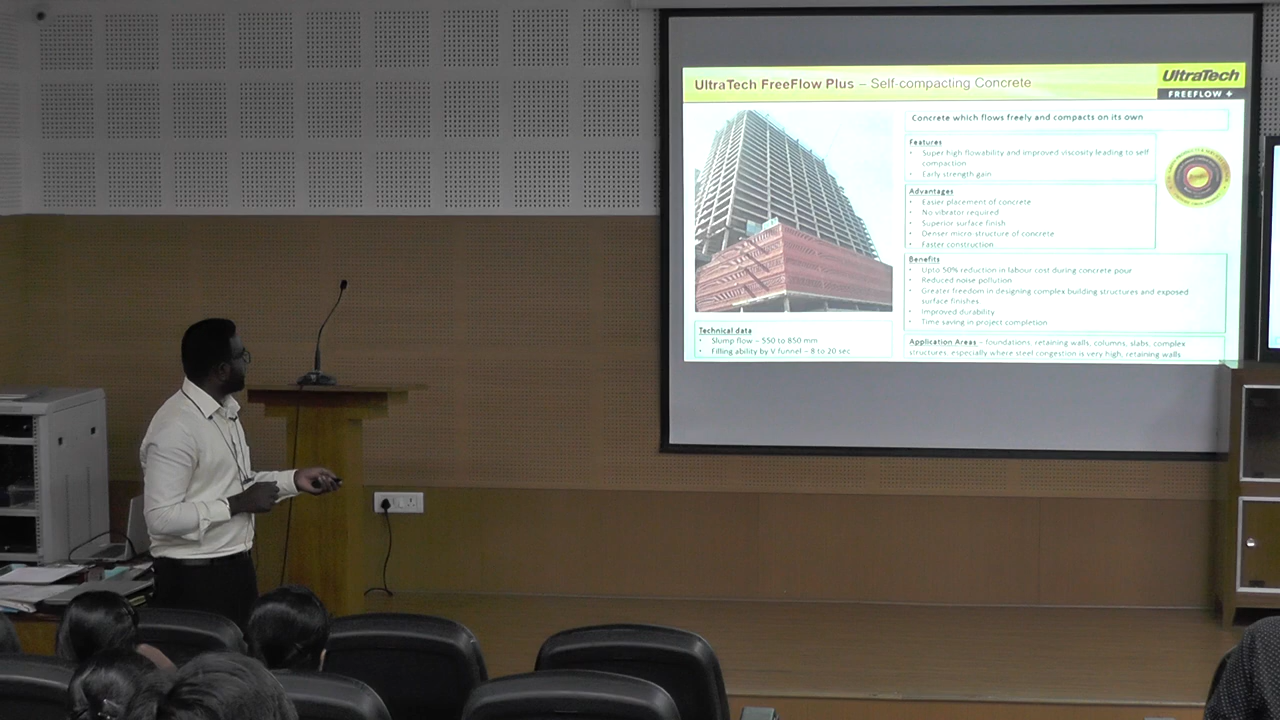 UltraTech FreeFlow Plus – Self-compacting Concrete
UltraTech
FREEFLOW +
Concrete which flows freely and compacts on its own
Features
• Super high flowability and improved viscosity leading to self
compaction
• Early strength gain
Advantages
• Easier placement of concrete
• No vibrator required
• Superior surface finish
• Denser micro-structure of concrete
• Faster construction
Benefits
• Upto 50% reduction in labour cost during concrete pour
• Reduced noise pollution
• Greater freedom in designing complex building structures and exposed
surface finishes.
• Improved durability
• Time saving in project completion
Technical data
• Slump flow – 550 to 850 mm
• Filling ability by V funnel – 8 to 20 sec
Application Areas – foundations, retaining walls, columns, slabs, complex
structures, especially where steel congestion is very high, retaining walls